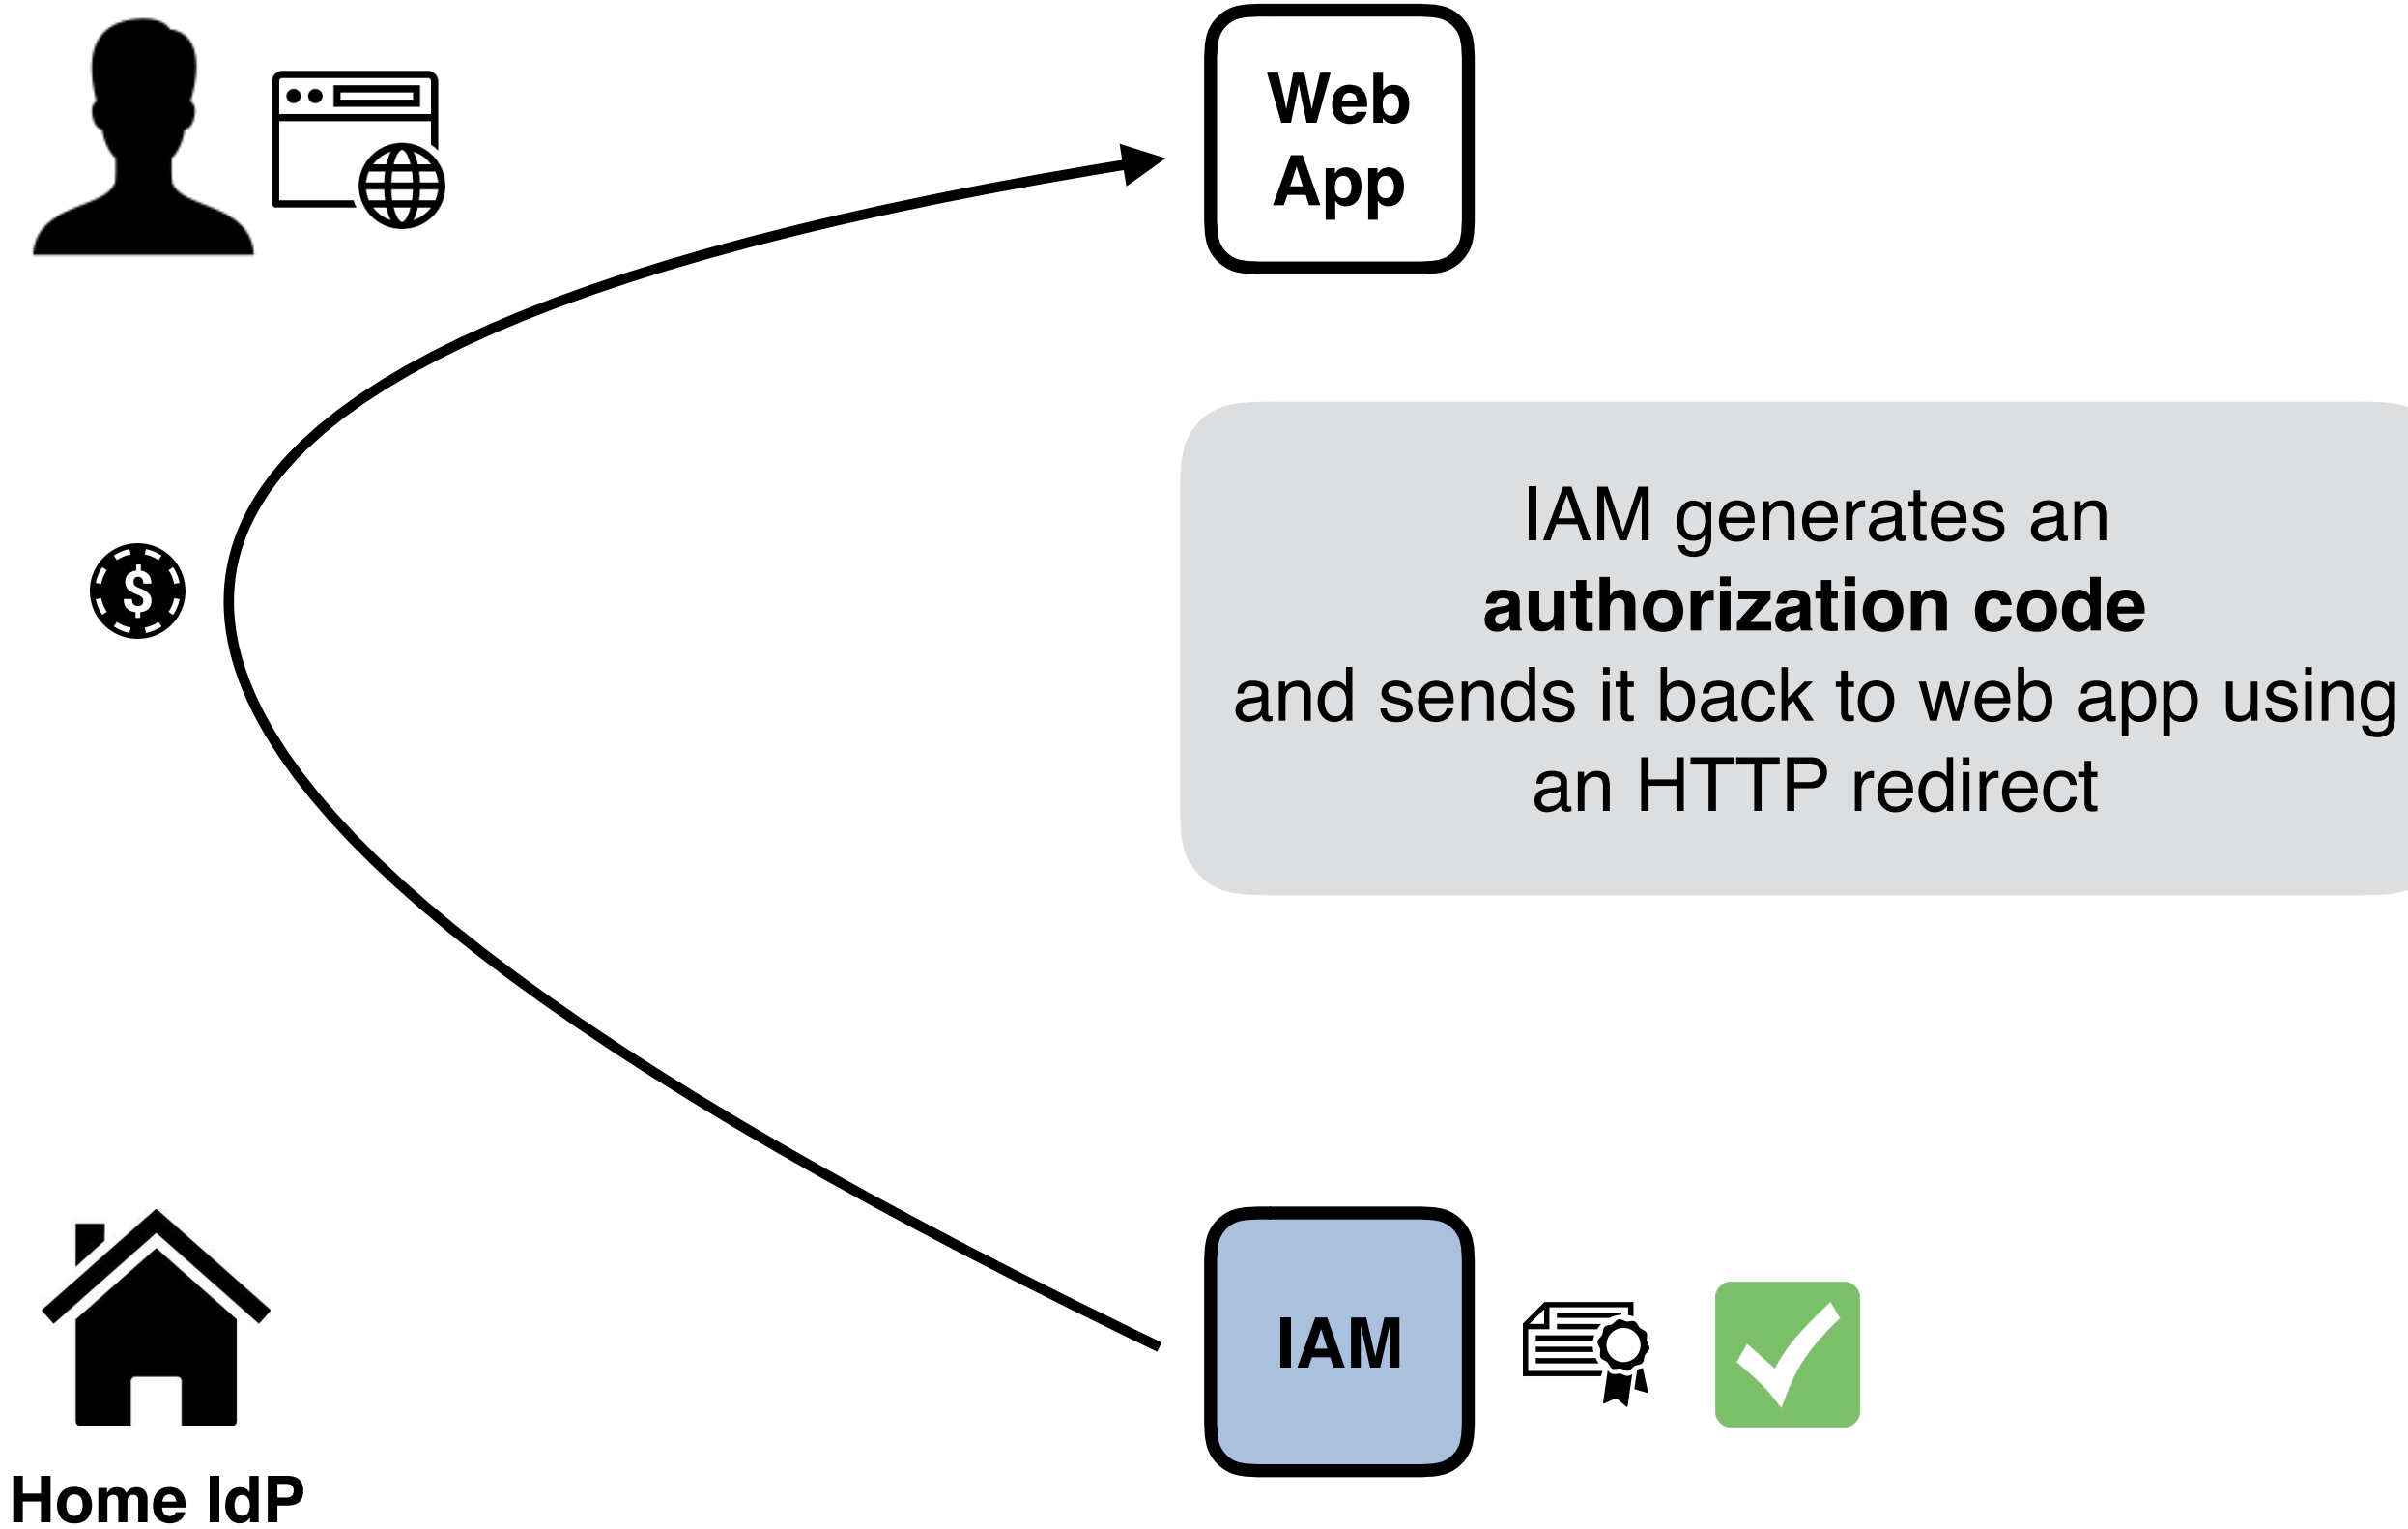 Web
App
IAM generates an
authorization code
and sends it back to web app using
an HTTP redirect
$
IAM
Home IdP